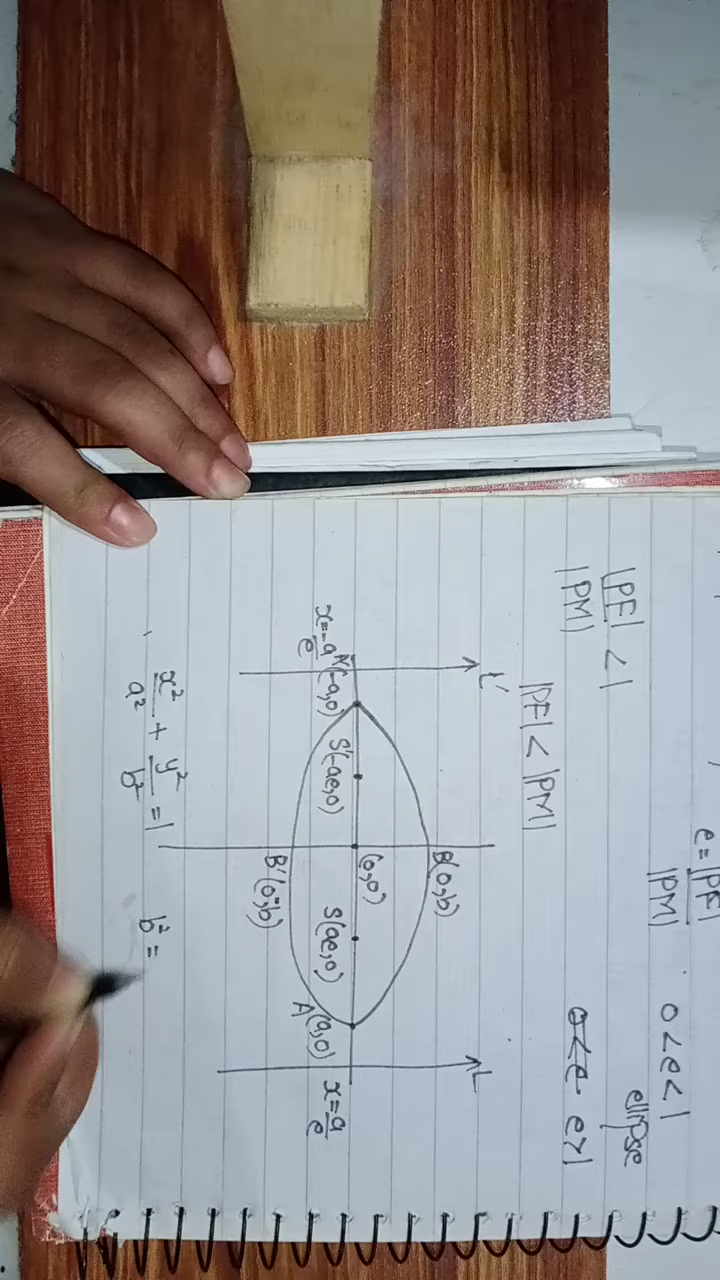 e = |PF| / |PM|
0 < e < 1
ellipse
|PF| / |PM| < 1
e > 1
|PF| < |PM|
L'
L
B(0,b)
A'(-a,0)
S'(-ae,0)
(0,0)
S(ae,0)
A(a,0)
x = -a/e
x = a/e
B'(0,-b)
x²/a² + y²/b² = 1
b² =